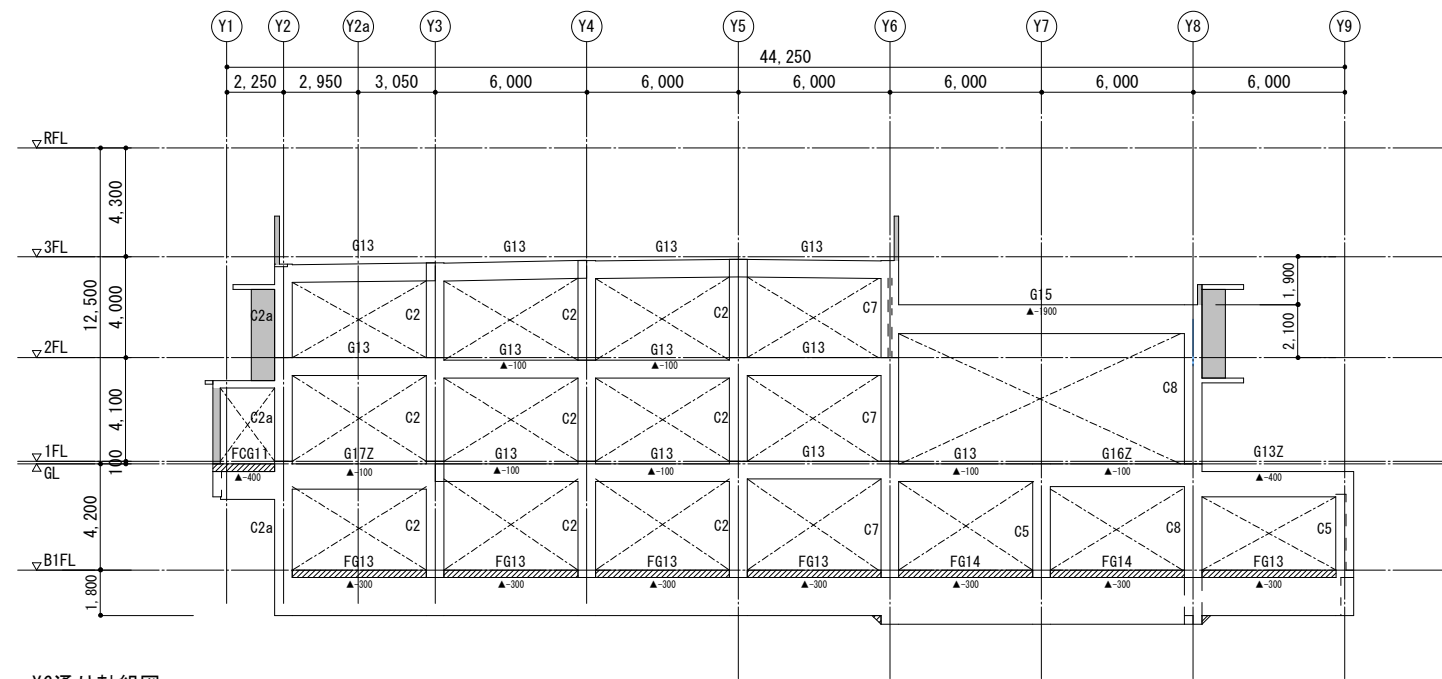 Y1 Y2 Y2a Y3 Y4 Y5 Y6 Y7 Y8 Y9
44,250
2,250 2,950 3,050 6,000 6,000 6,000 6,000 6,000 6,000
RFL
4,300
3FL G13 G13 G13 G13
12,500 4,000 1,900
C2a C2 C2 C2 C7 G15
▲-1900
2,100
2FL G13 G13 G13 G13
▲-100 ▲-100
4,100
C2a C2 C2 C2 C7 C8
1FL FCG11 G17Z G13 G13 G13 G13 G16Z G13Z
100
GL ▲-400 ▲-100 ▲-100 ▲-100 ▲-100 ▲-100 ▲-400
4,200
C2a C2 C2 C2 C7 C5 C8 C5
B1FL FG13 FG13 FG13 FG13 FG14 FG14 FG13
▲-300 ▲-300 ▲-300 ▲-300 ▲-300 ▲-300 ▲-300
1,800